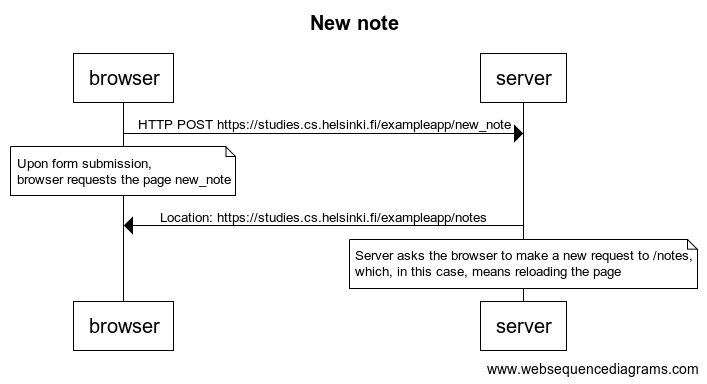 New note
browser
server
HTTP POST https://studies.cs.helsinki.fi/exampleapp/new_note
Upon form submission,
browser requests the page new_note
Location: https://studies.cs.helsinki.fi/exampleapp/notes
Server asks the browser to make a new request to /notes,
which, in this case, means reloading the page
browser
server
www.websequencediagrams.com